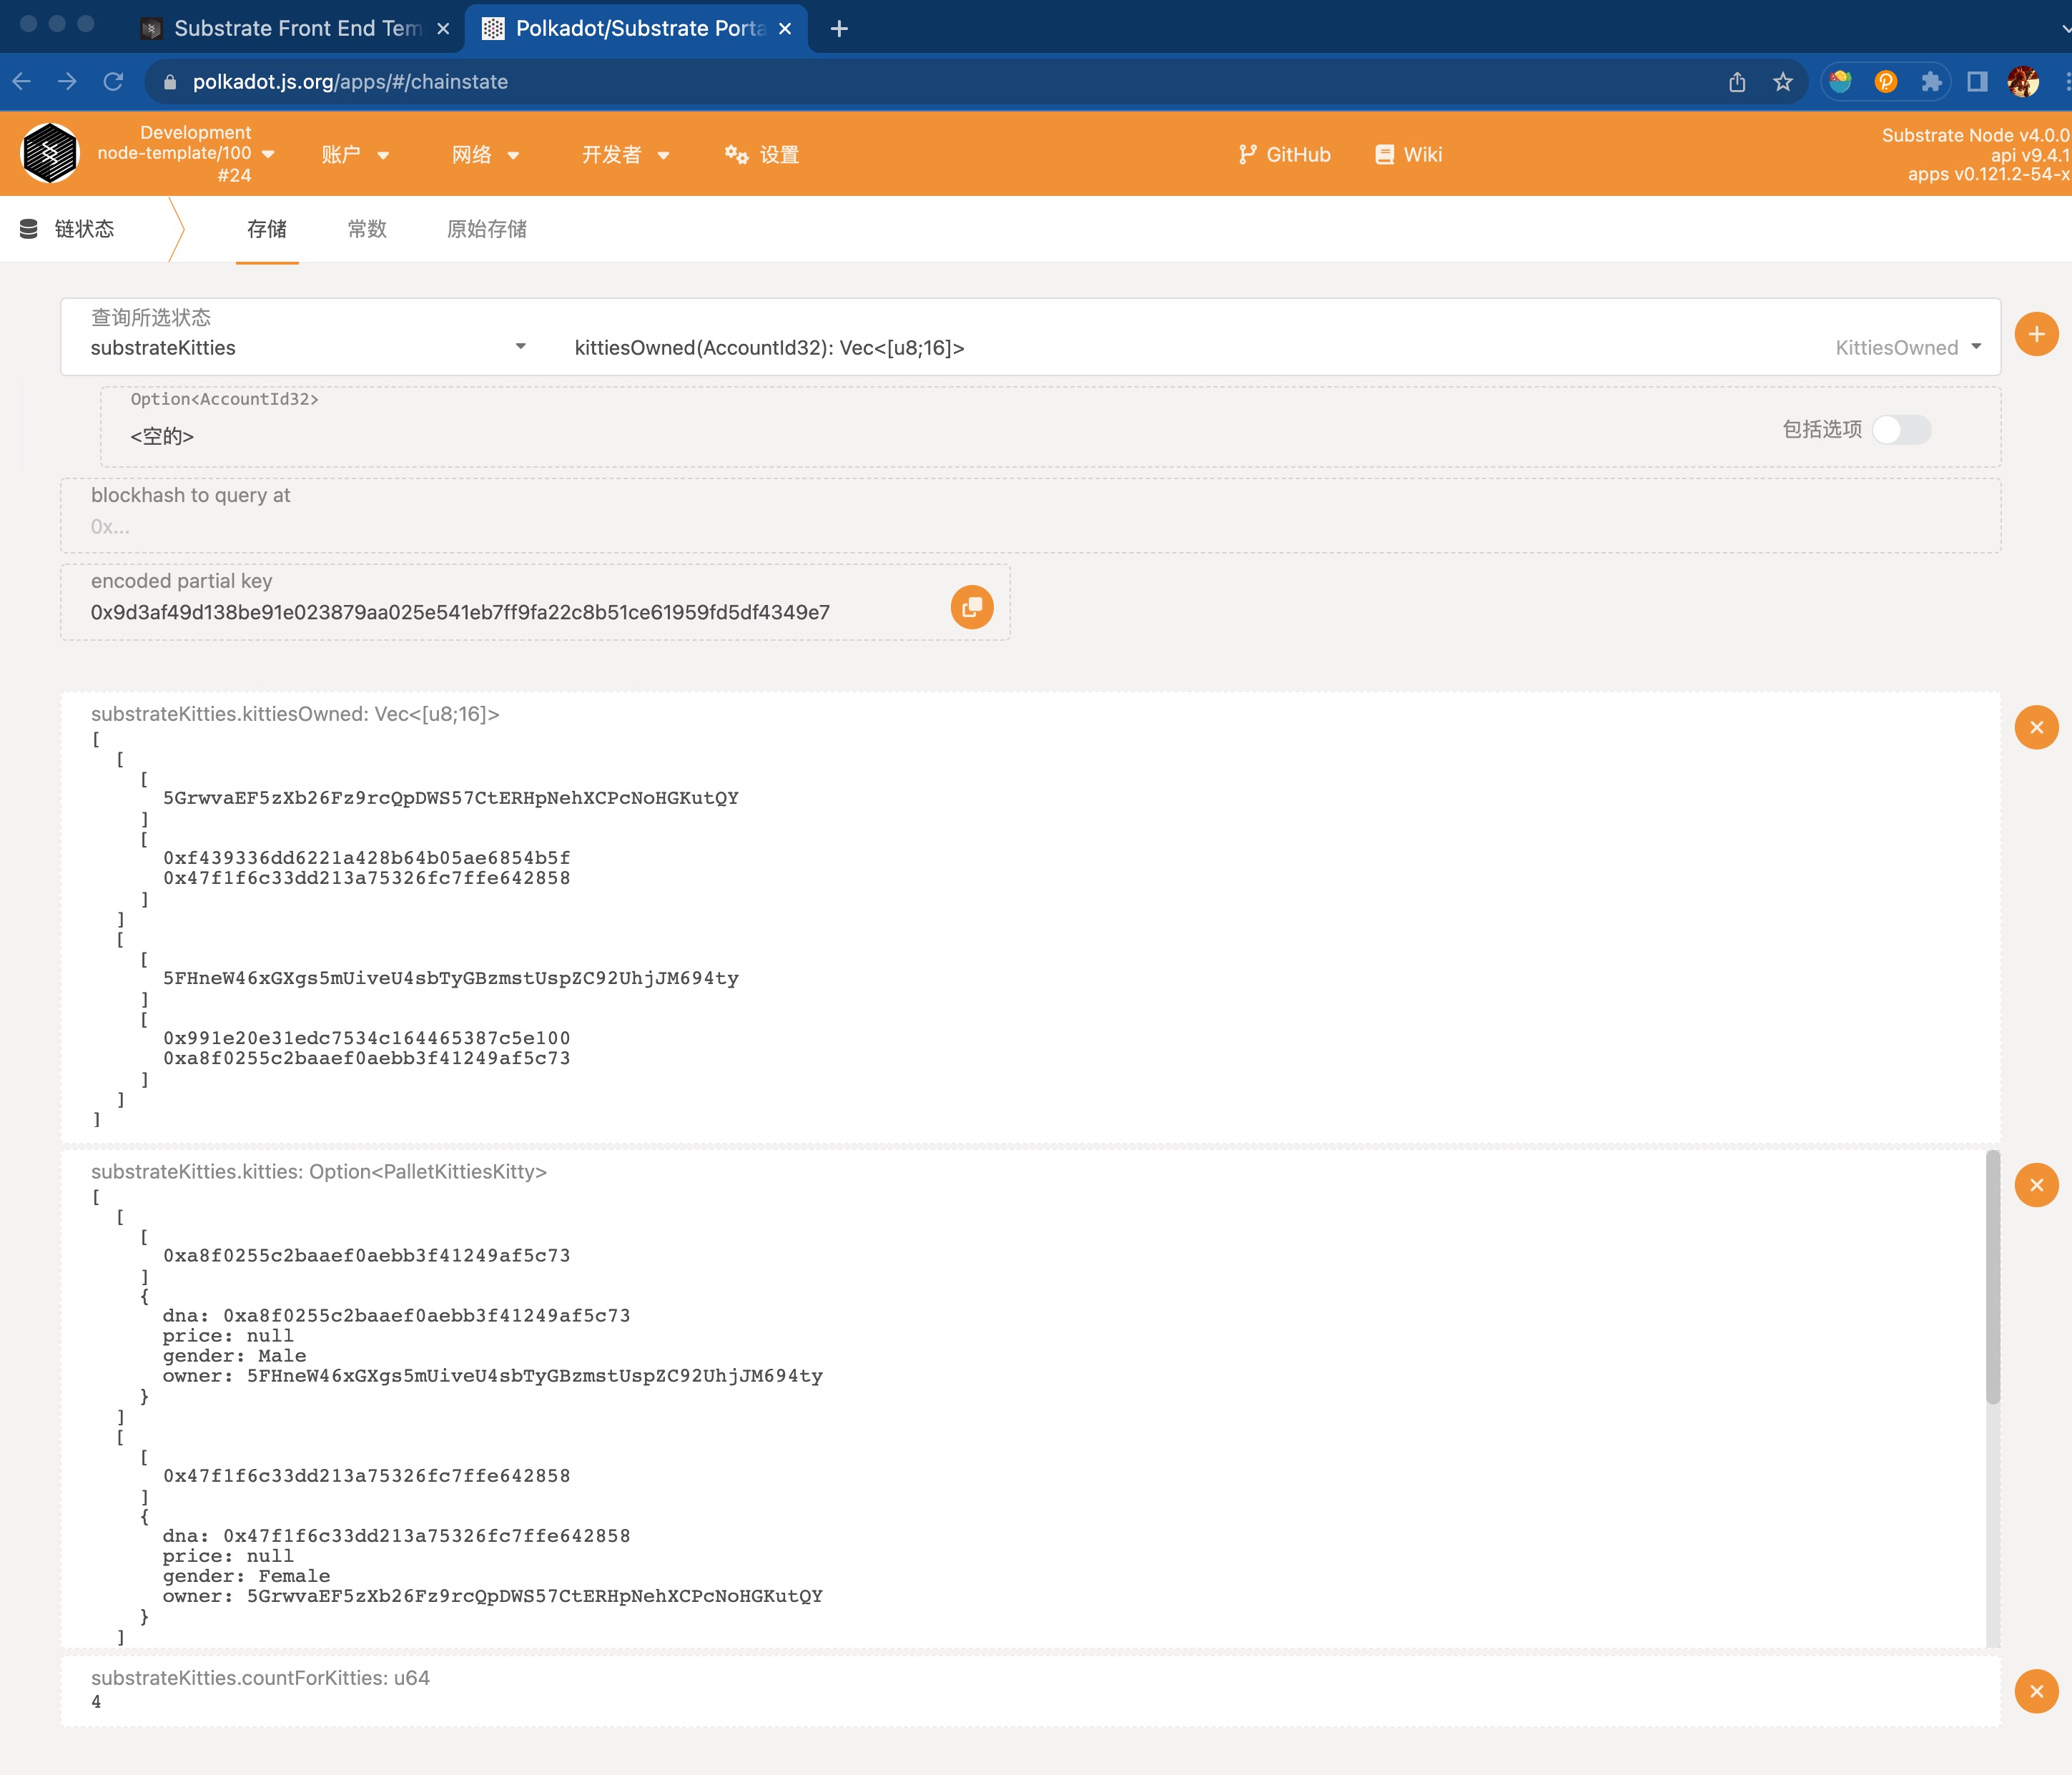 Substrate Front End Tem
Polkadot/Substrate Porta
polkadot.js.org/apps/#/chainstate
Development
node-template/100
#24
账户
网络
开发者
设置
GitHub
Wiki
Substrate Node v4.0.0
api v9.4.1
apps v0.121.2-54-x
链状态
存储
常数
原始存储
查询所选状态
substrateKitties
kittiesOwned(AccountId32): Vec<[u8;16]>
KittiesOwned
Option<AccountId32>
<空的>
包括选项
blockhash to query at
0x...
encoded partial key
0x9d3af49d138be91e023879aa025e541eb7ff9fa22c8b51ce61959fd5df4349e7
substrateKitties.kittiesOwned: Vec<[u8;16]>
[
[
[
5GrwvaEF5zXb26Fz9rcQpDWS57CtERHpNehXCPcNoHGKutQY
]
[
0xf439336dd6221a428b64b05ae6854b5f
0x47f1f6c33dd213a75326fc7ffe642858
]
]
[
[
5FHneW46xGXgs5mUiveU4sbTyGBzmstUspZC92UhjJM694ty
]
[
0x991e20e31edc7534c164465387c5e100
0xa8f0255c2baaef0aebb3f41249af5c73
]
]
]
substrateKitties.kitties: Option<PalletKittiesKitty>
[
[
[
0xa8f0255c2baaef0aebb3f41249af5c73
]
{
dna: 0xa8f0255c2baaef0aebb3f41249af5c73
price: null
gender: Male
owner: 5FHneW46xGXgs5mUiveU4sbTyGBzmstUspZC92UhjJM694ty
}
]
[
[
0x47f1f6c33dd213a75326fc7ffe642858
]
{
dna: 0x47f1f6c33dd213a75326fc7ffe642858
price: null
gender: Female
owner: 5GrwvaEF5zXb26Fz9rcQpDWS57CtERHpNehXCPcNoHGKutQY
}
]
substrateKitties.countForKitties: u64
4